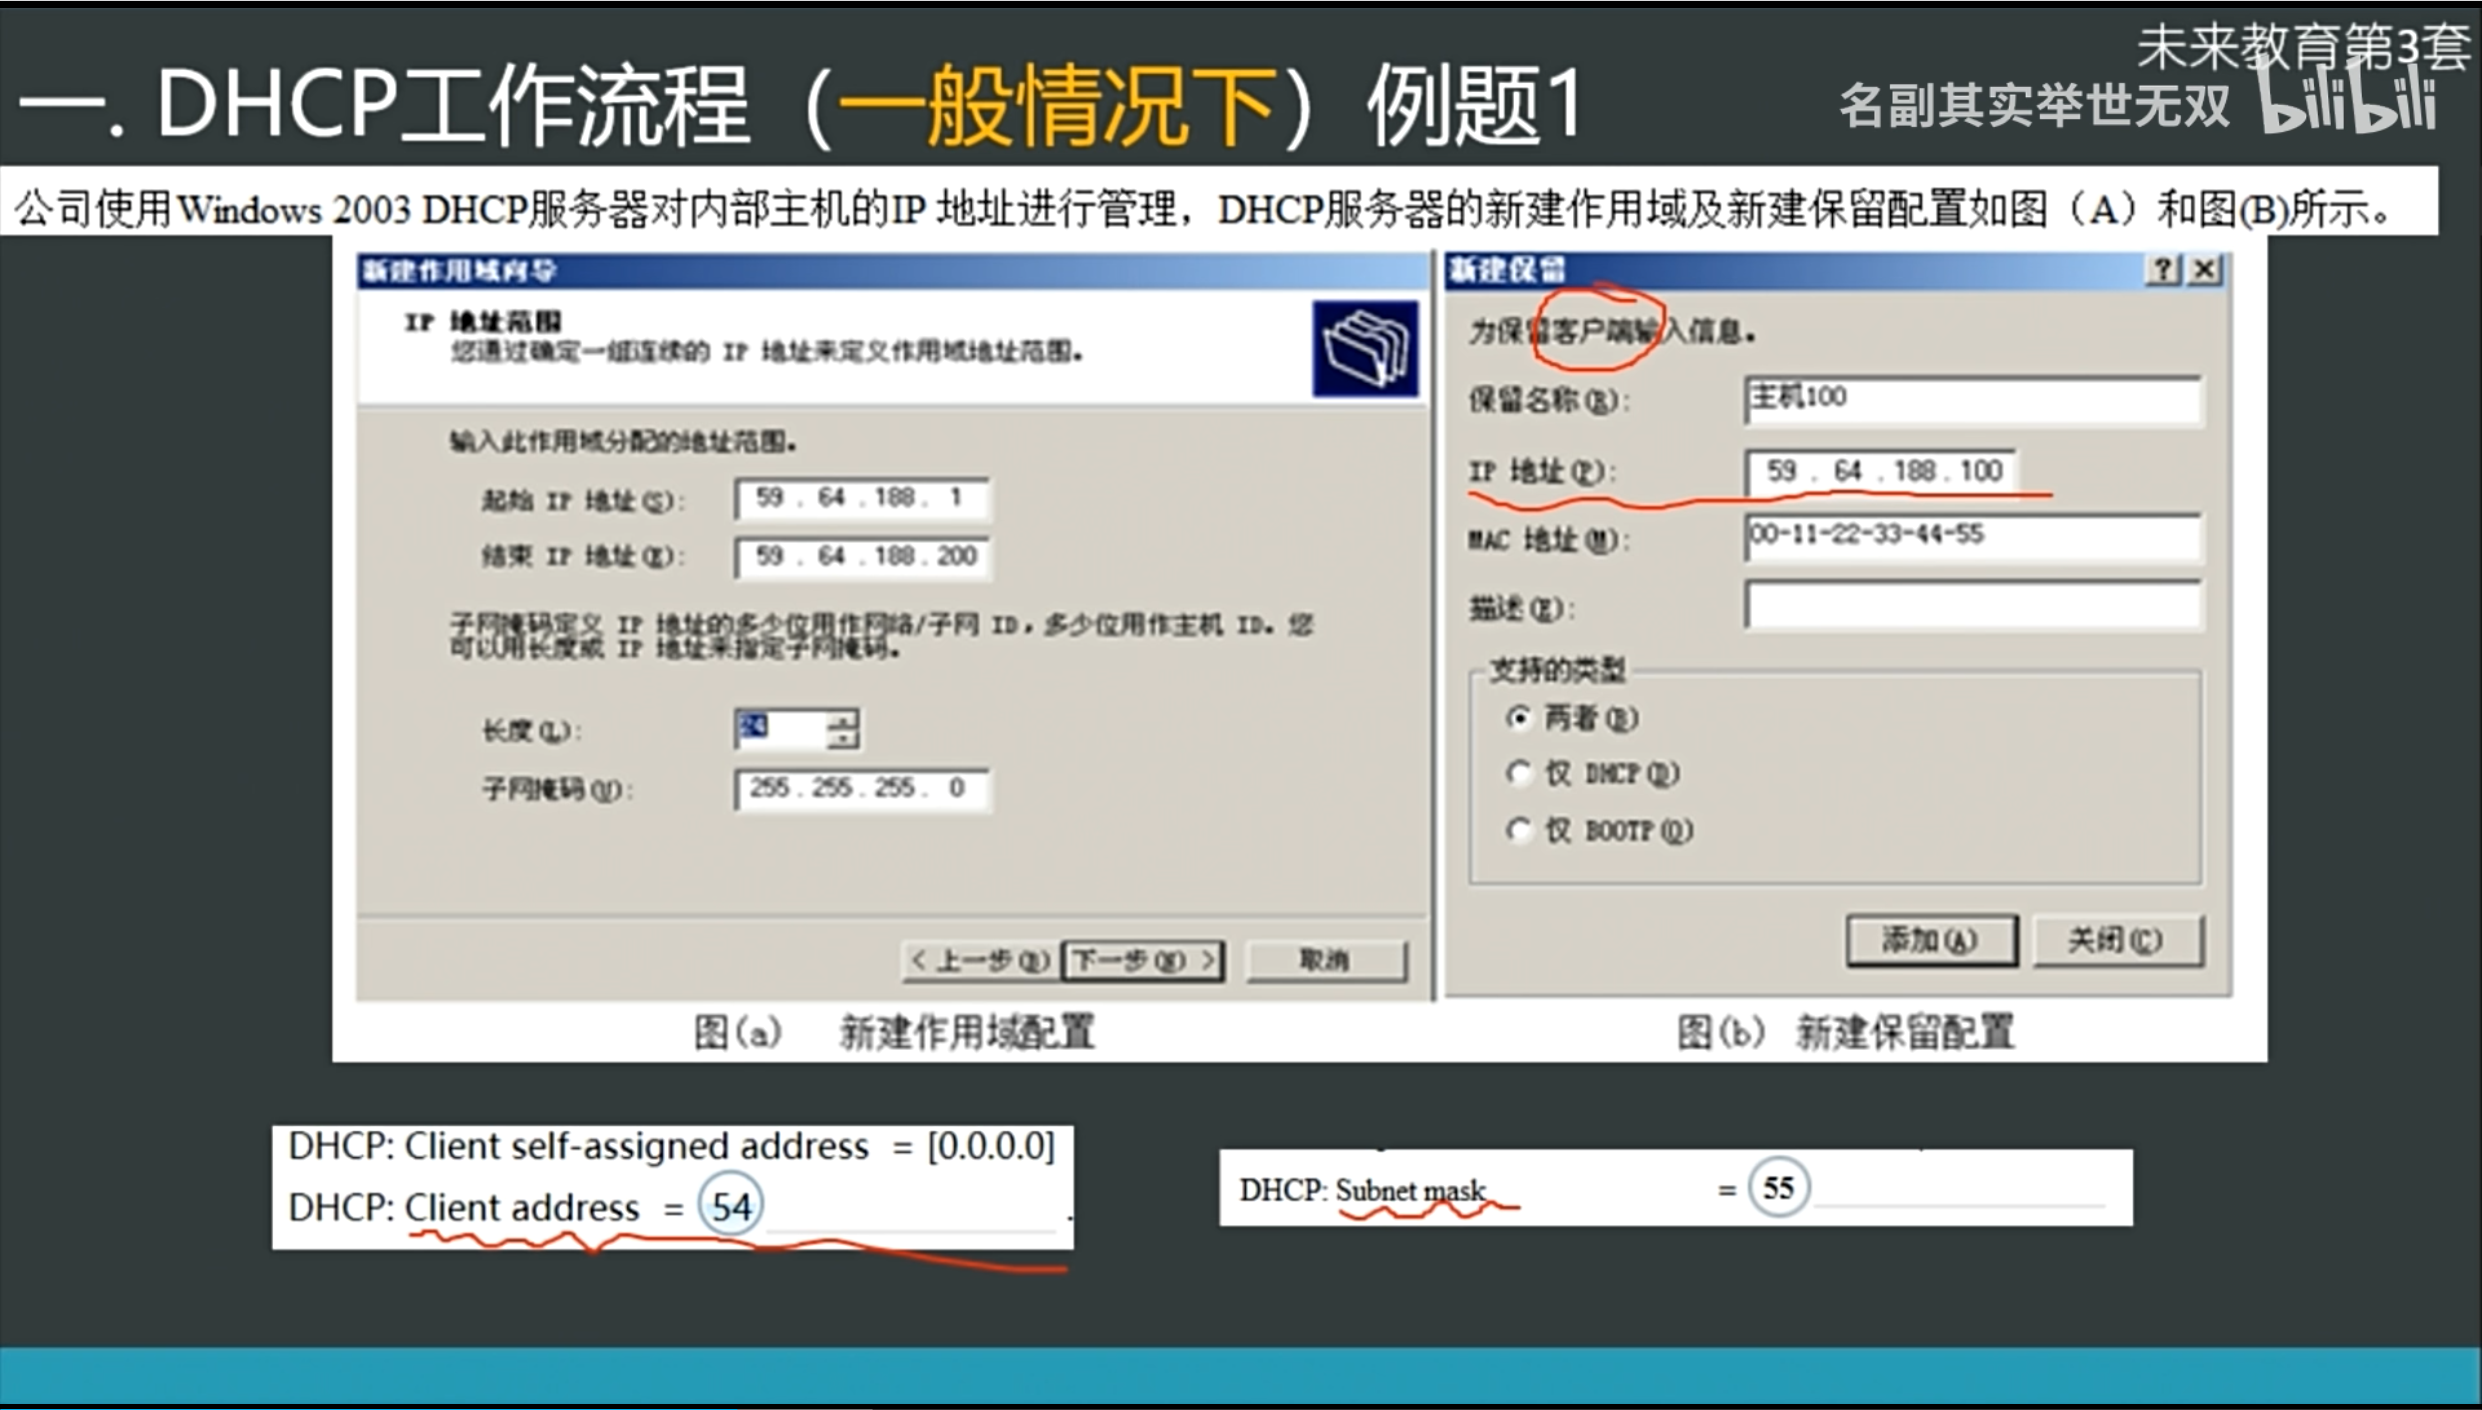 未来教育第3套
一. DHCP工作流程（一般情况下）例题1
名副其实举世无双 bilibili
公司使用Windows 2003 DHCP服务器对内部主机的IP 地址进行管理，DHCP服务器的新建作用域及新建保留配置如图（A）和图(B)所示。
新建作用域向导
IP 地址范围
您通过确定一组连续的 IP 地址来定义作用域地址范围。
输入此作用域分配的地址范围。
起始 IP 地址(S): 59 . 64 . 188 . 1
结束 IP 地址(E): 59 . 64 . 188 . 200
子网掩码定义 IP 地址的多少位用作网络/子网 ID，多少位用作主机 ID。您
可以用长度或 IP 地址来指定子网掩码。
长度(L): 24
子网掩码(U): 255 . 255 . 255 . 0
< 上一步(B) 下一步(N) > 取消
图(a) 新建作用域配置
新建保留
为保留客户端输入信息。
保留名称(R): 主机100
IP 地址(P): 59 . 64 . 188 . 100
MAC 地址(M): 00-11-22-33-44-55
描述(E):
支持的类型
两者(B)
仅 DHCP(D)
仅 BOOTP(O)
添加(A) 关闭(C)
图(b) 新建保留配置
DHCP: Client self-assigned address = [0.0.0.0]
DHCP: Client address = 54 .
DHCP: Subnet mask = 55